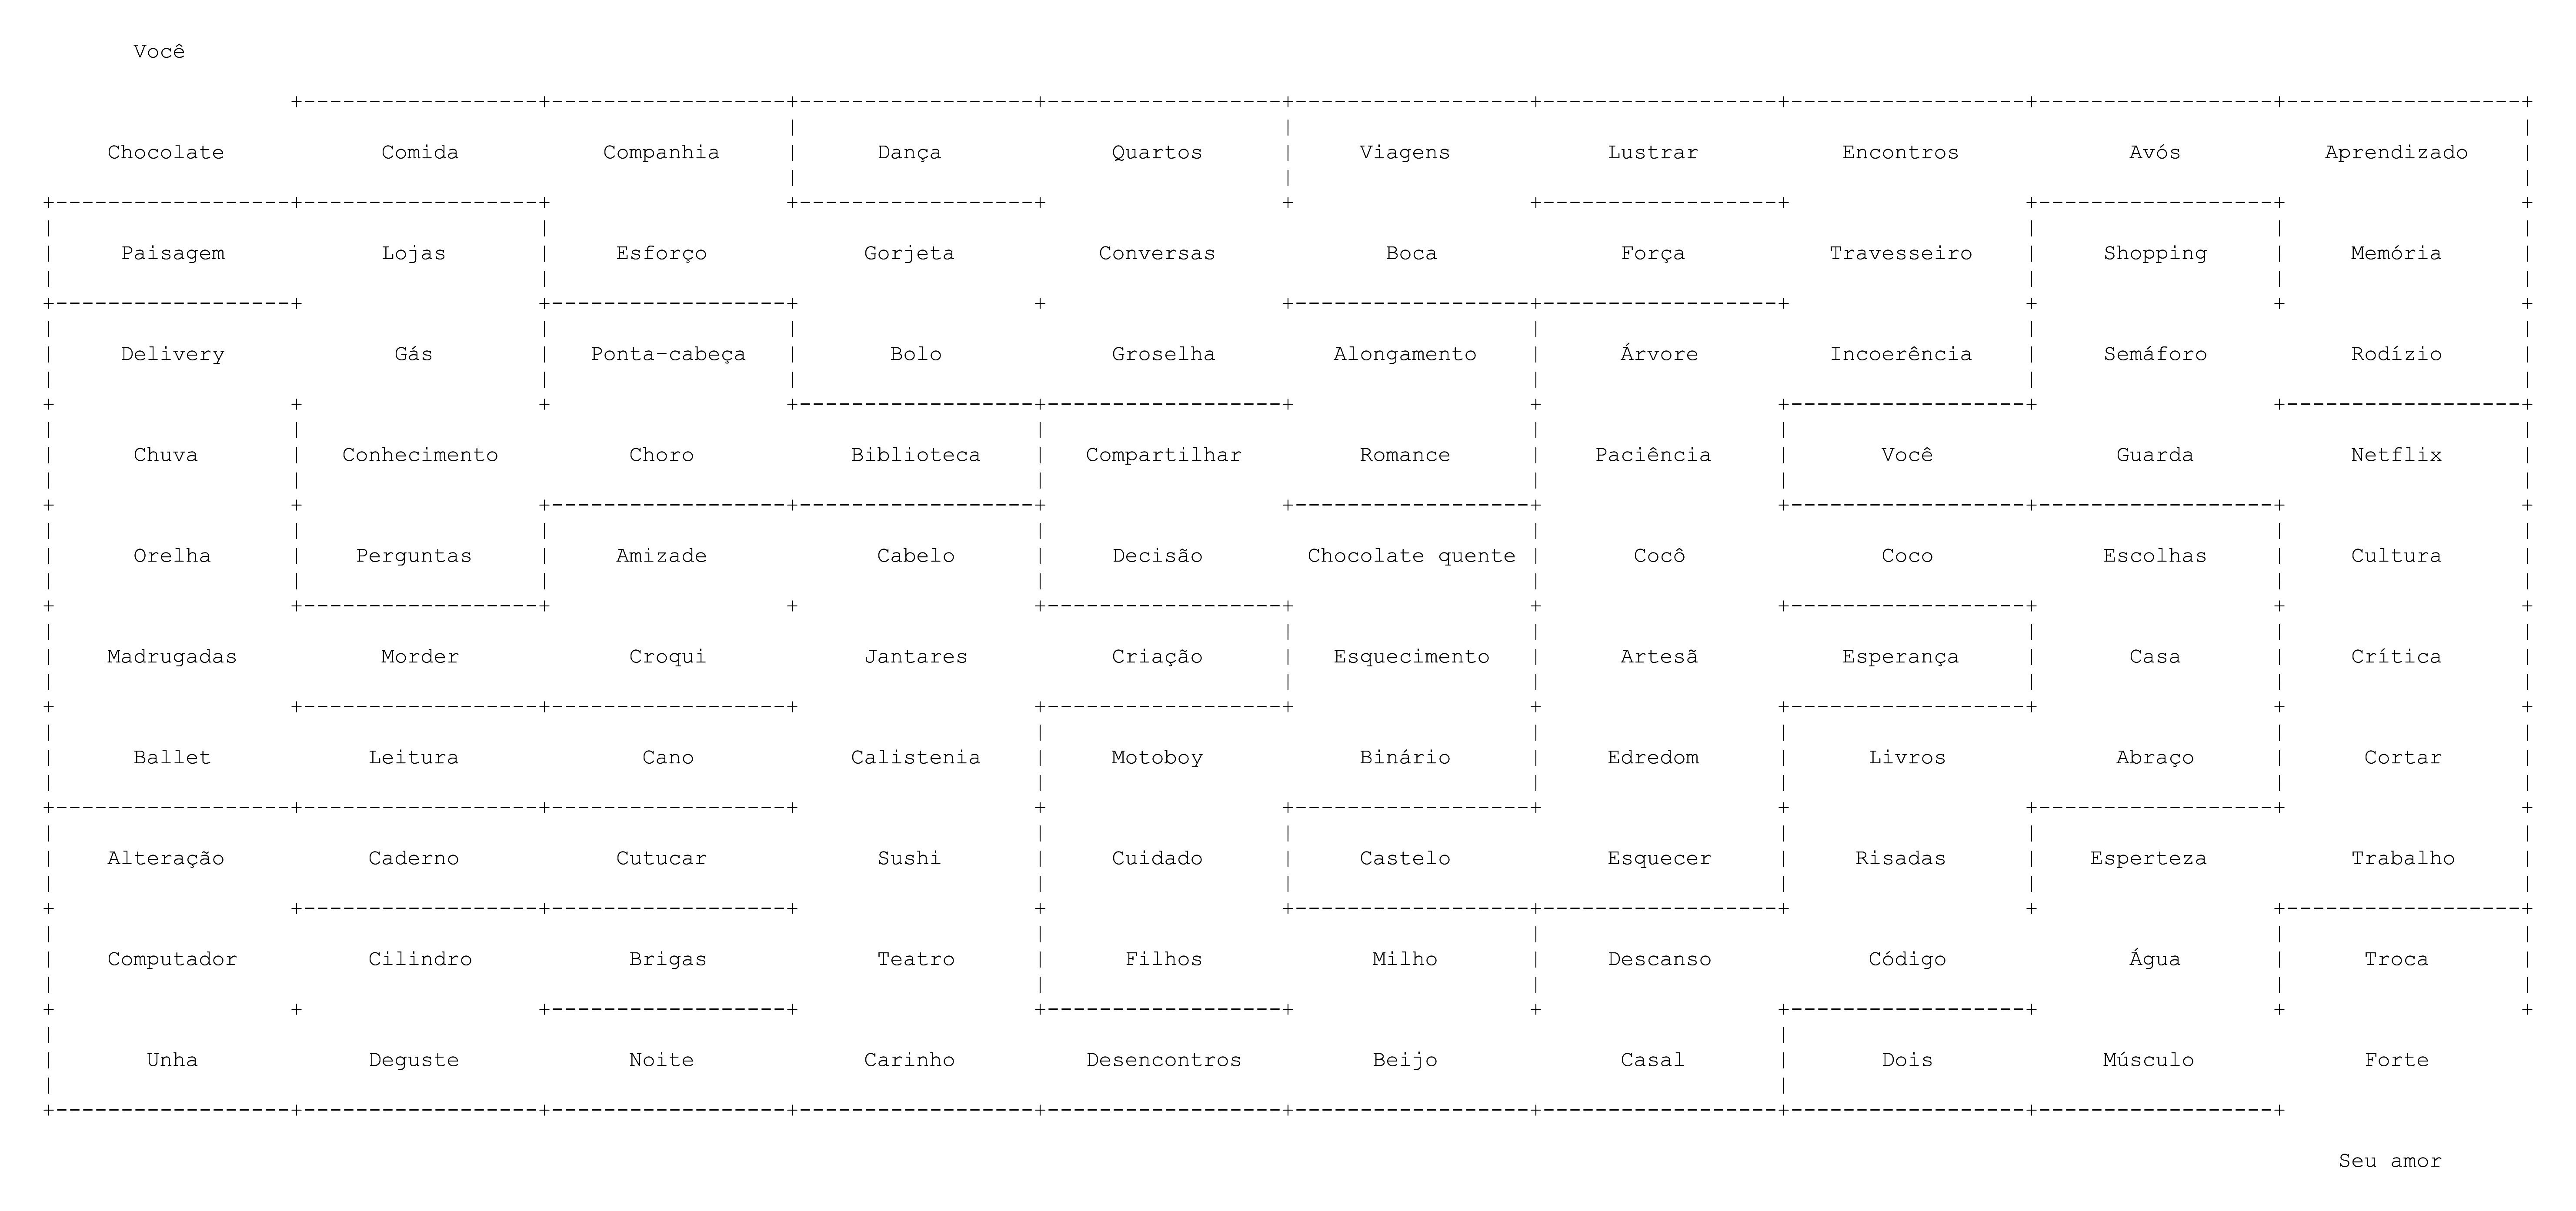 Você
Chocolate Comida Companhia Dança Quartos Viagens Lustrar Encontros Avós Aprendizado
Paisagem Lojas Esforço Gorjeta Conversas Boca Força Travesseiro Shopping Memória
Delivery Gás Ponta-cabeça Bolo Groselha Alongamento Árvore Incoerência Semáforo Rodízio
Chuva Conhecimento Choro Biblioteca Compartilhar Romance Paciência Você Guarda Netflix
Orelha Perguntas Amizade Cabelo Decisão Chocolate quente Cocô Coco Escolhas Cultura
Madrugadas Morder Croqui Jantares Criação Esquecimento Artesã Esperança Casa Crítica
Ballet Leitura Cano Calistenia Motoboy Binário Edredom Livros Abraço Cortar
Alteração Caderno Cutucar Sushi Cuidado Castelo Esquecer Risadas Esperteza Trabalho
Computador Cilindro Brigas Teatro Filhos Milho Descanso Código Água Troca
Unha Deguste Noite Carinho Desencontros Beijo Casal Dois Músculo Forte
Seu amor